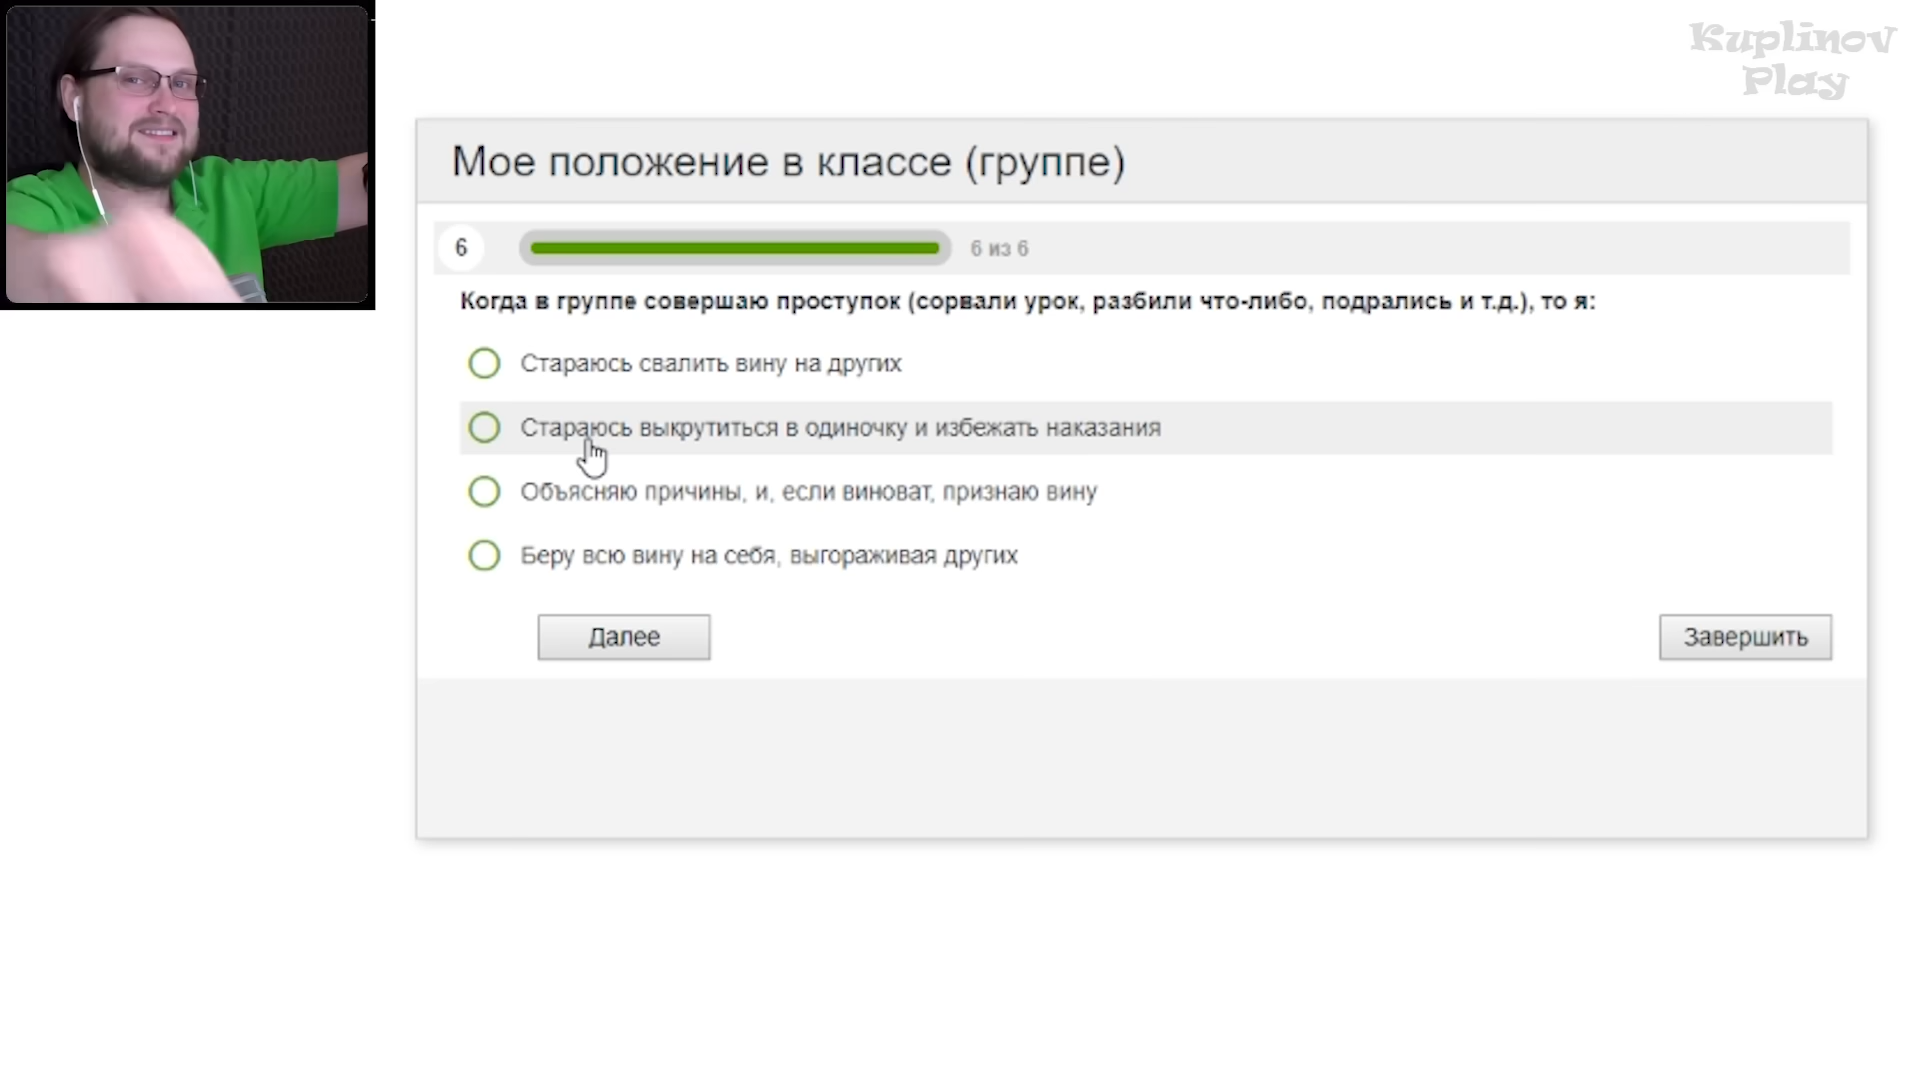 Kuplinov
Play
Мое положение в классе (группе)
6
6 из 6
Когда в группе совершаю проступок (сорвали урок, разбили что-либо, подрались и т.д.), то я:
Стараюсь свалить вину на других
Стараюсь выкрутиться в одиночку и избежать наказания
Объясняю причины, и, если виноват, признаю вину
Беру всю вину на себя, выгораживая других
Далее
Завершить